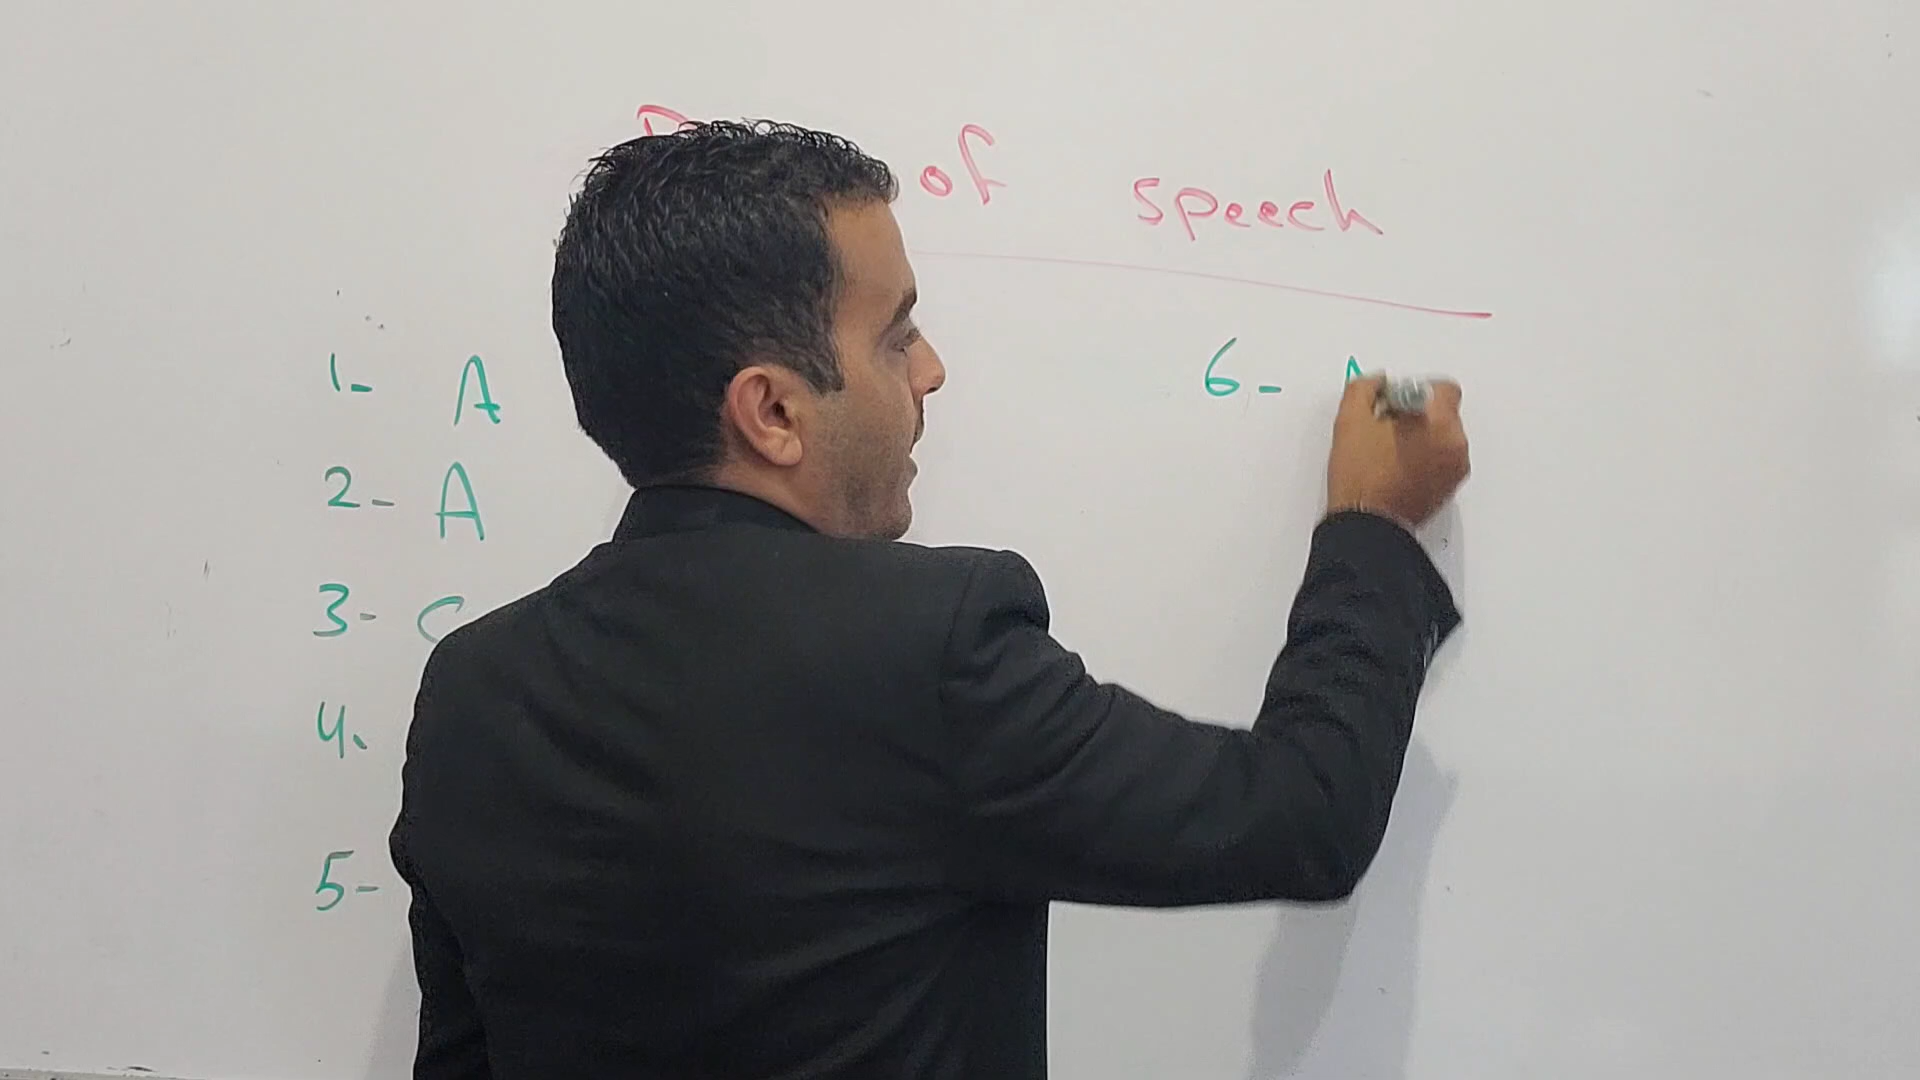 of speech
1- A
2- A
3- C
4-
5-
6-